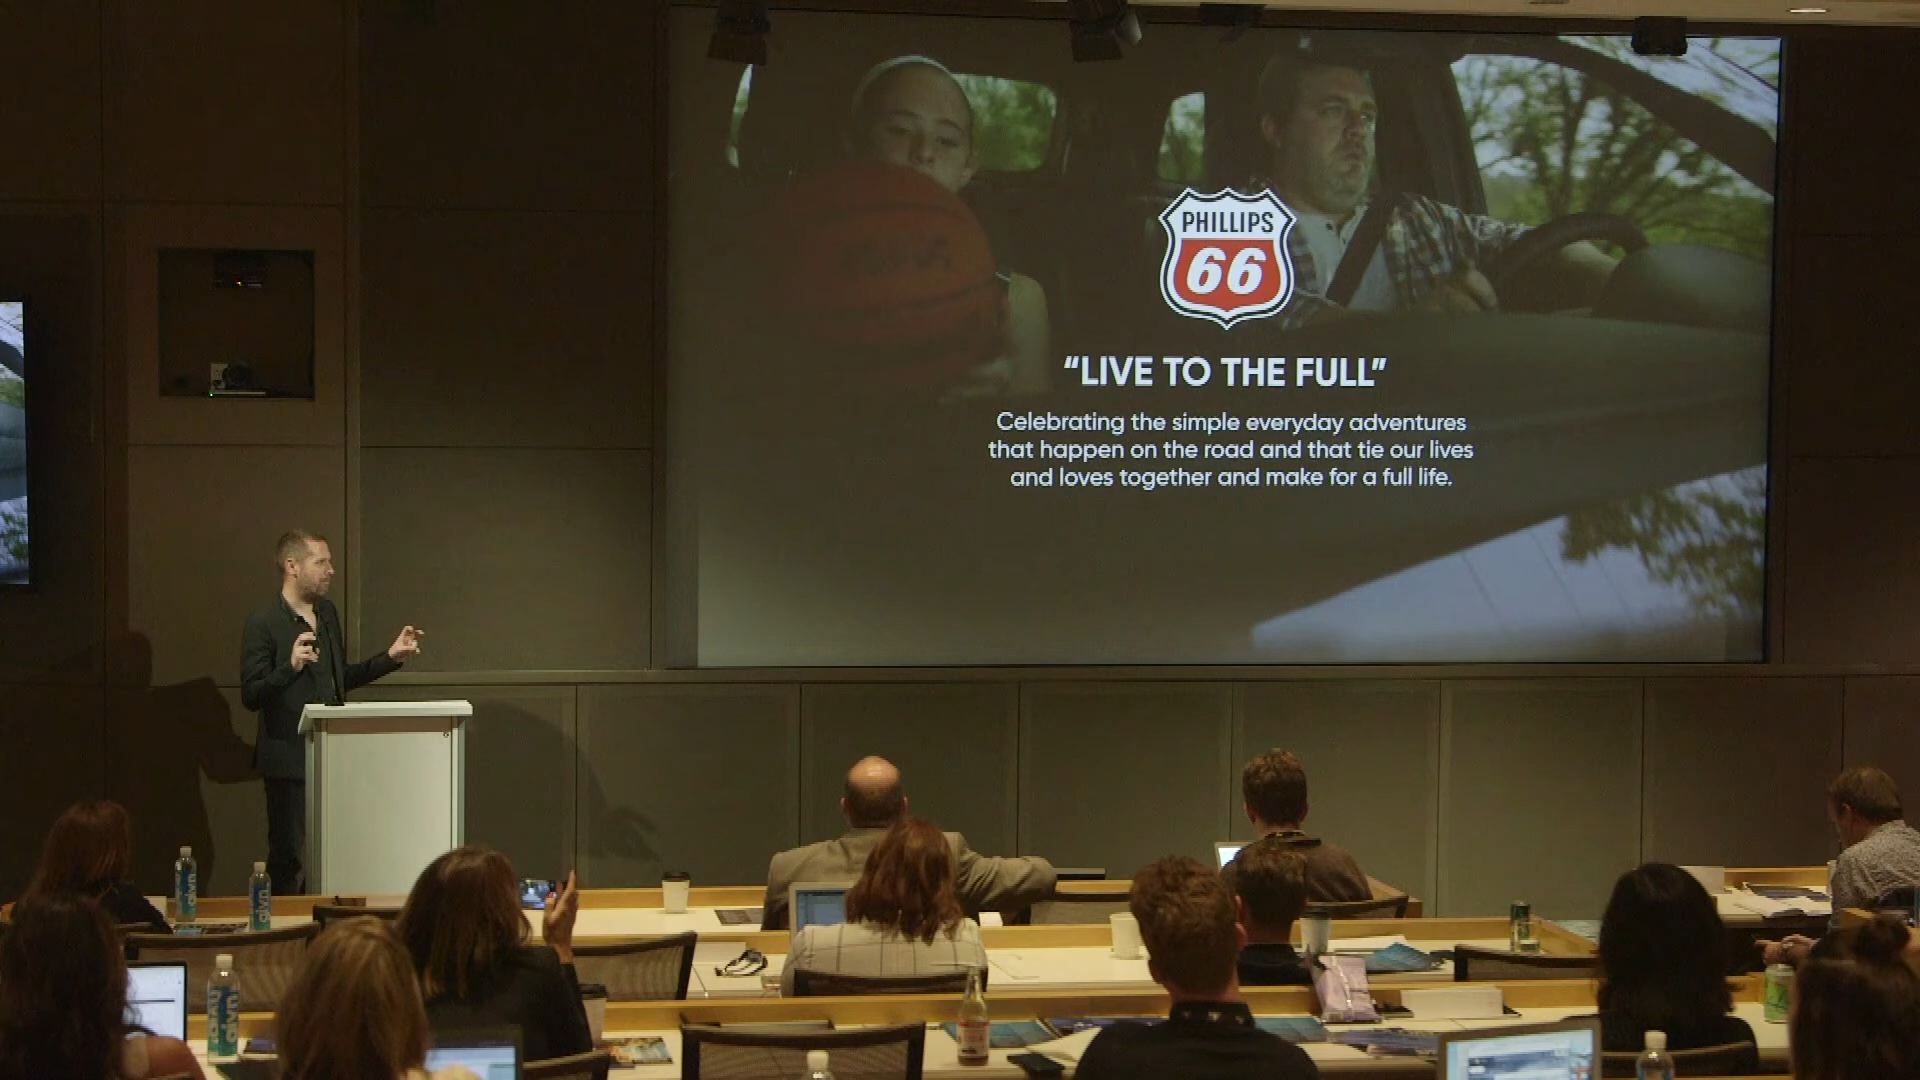 PHILLIPS
66
“LIVE TO THE FULL”
Celebrating the simple everyday adventures
that happen on the road and that tie our lives
and loves together and make for a full life.